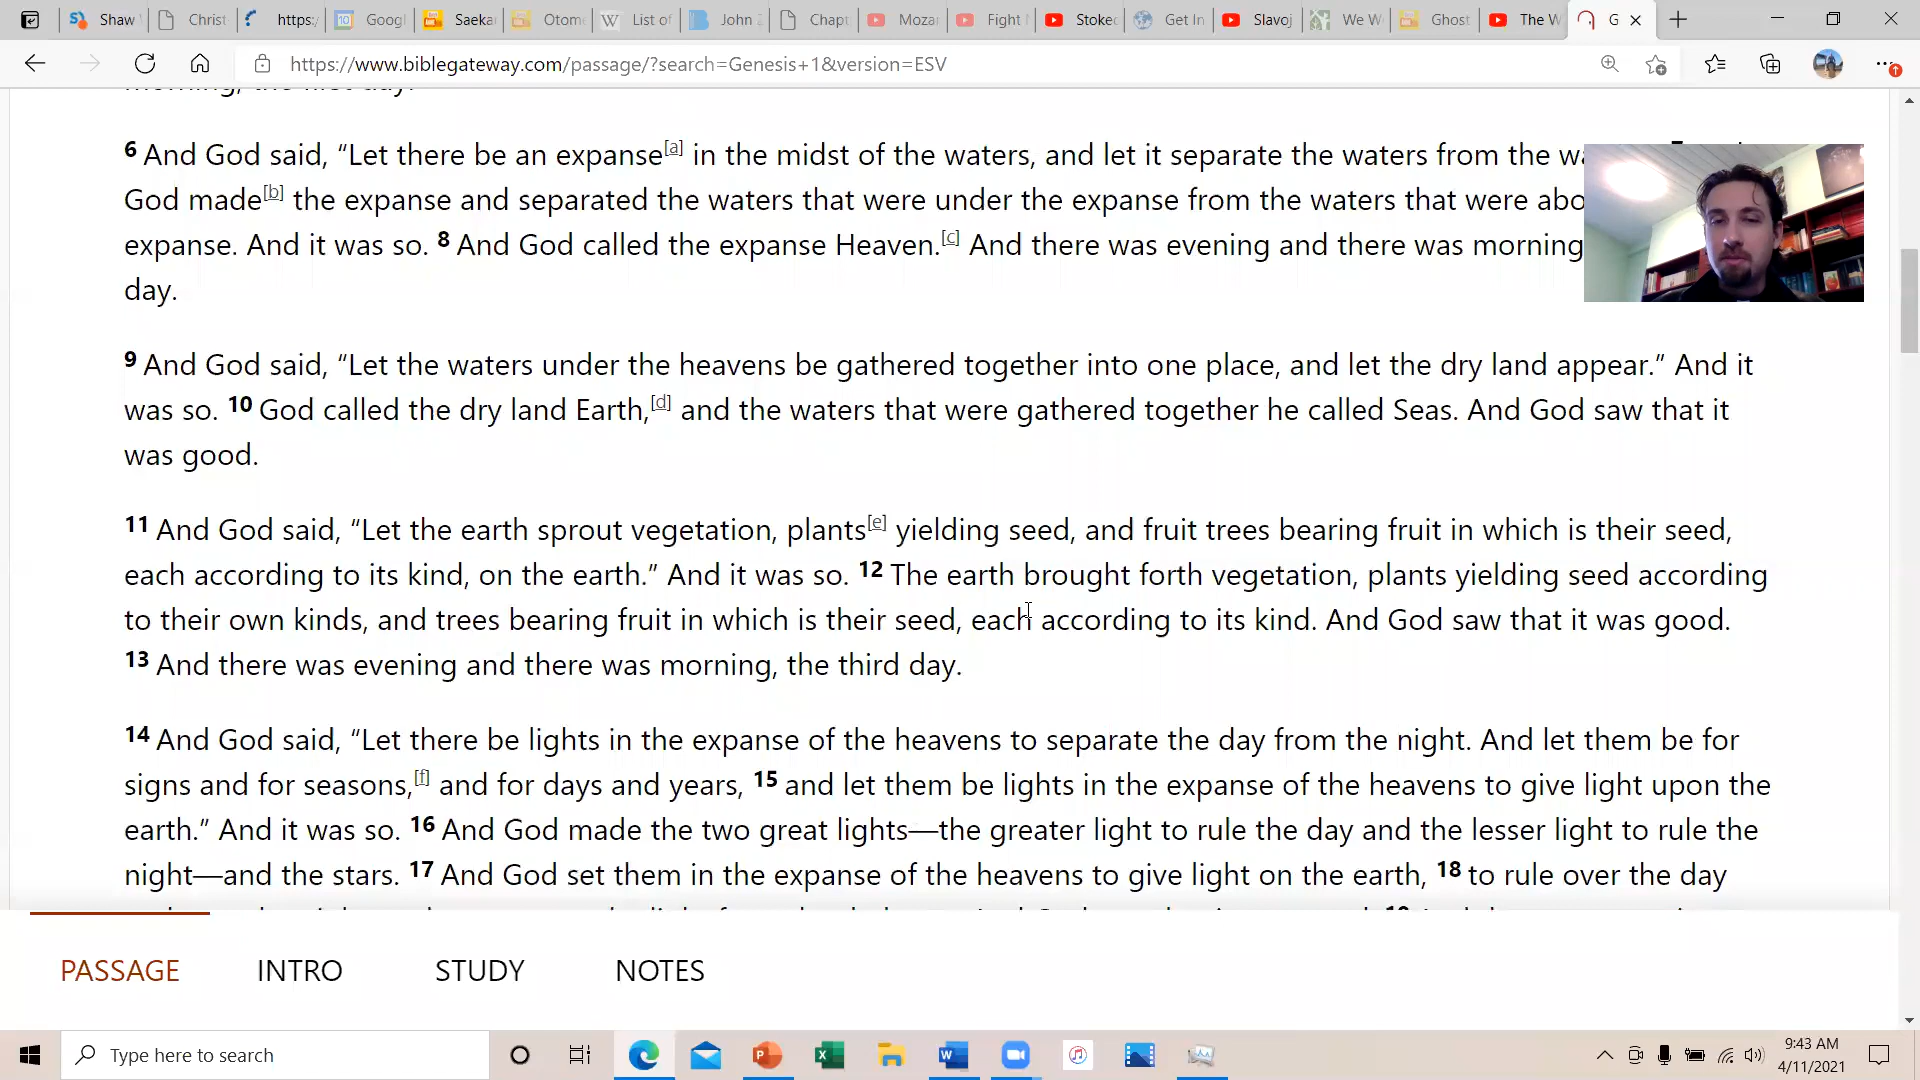 Shaw
Christ
https:/
Googl
Saeka
Otome
List of
John
Chapt
Mozar
Fight
Stoked
Get In
Slavoj
We W
Ghost
The W
G
https://www.biblegateway.com/passage/?search=Genesis+1&version=ESV
morning, the first day.
6 And God said, “Let there be an expanse[a] in the midst of the waters, and let it separate the waters from the wa
God made[b] the expanse and separated the waters that were under the expanse from the waters that were abo
expanse. And it was so. 8 And God called the expanse Heaven.[c] And there was evening and there was morning
day.
9 And God said, “Let the waters under the heavens be gathered together into one place, and let the dry land appear.” And it
was so. 10 God called the dry land Earth,[d] and the waters that were gathered together he called Seas. And God saw that it
was good.
11 And God said, “Let the earth sprout vegetation, plants[e] yielding seed, and fruit trees bearing fruit in which is their seed,
each according to its kind, on the earth.” And it was so. 12 The earth brought forth vegetation, plants yielding seed according
to their own kinds, and trees bearing fruit in which is their seed, each according to its kind. And God saw that it was good.
13 And there was evening and there was morning, the third day.
14 And God said, “Let there be lights in the expanse of the heavens to separate the day from the night. And let them be for
signs and for seasons,[f] and for days and years, 15 and let them be lights in the expanse of the heavens to give light upon the
earth.” And it was so. 16 And God made the two great lights—the greater light to rule the day and the lesser light to rule the
night—and the stars. 17 And God set them in the expanse of the heavens to give light on the earth, 18 to rule over the day
PASSAGE
INTRO
STUDY
NOTES
Type here to search
9:43 AM
4/11/2021